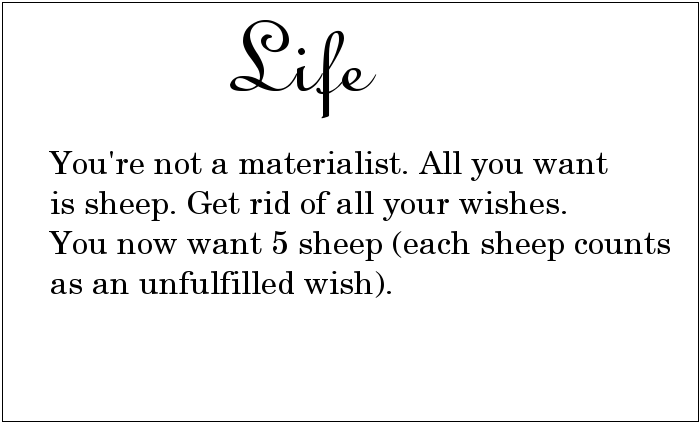 Life
You're not a materialist. All you want
is sheep. Get rid of all your wishes.
You now want 5 sheep (each sheep counts
as an unfulfilled wish).